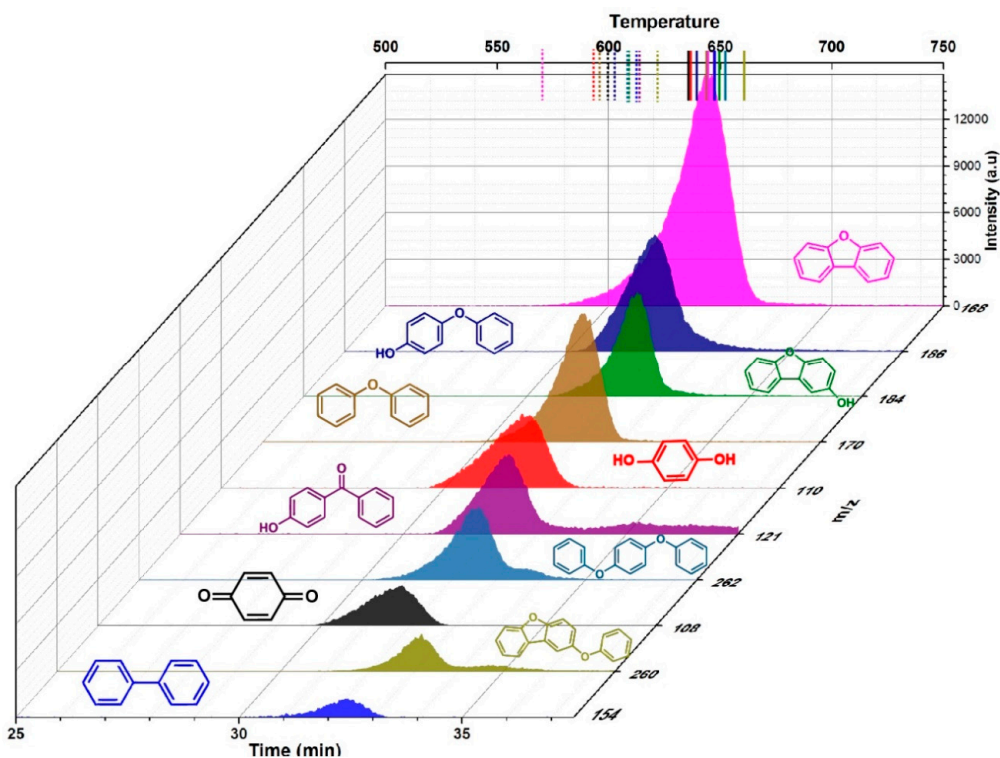 Temperature
500 550 600 650 700 750
12000
9000
6000
3000
0
Intensity (a.u)
O
168
HO O
186
O
OH
184
O
170
HO OH
110
O
HO
121
O
O
262
O O
108
O
O
260
154
m/z
25 30 35
Time (min)